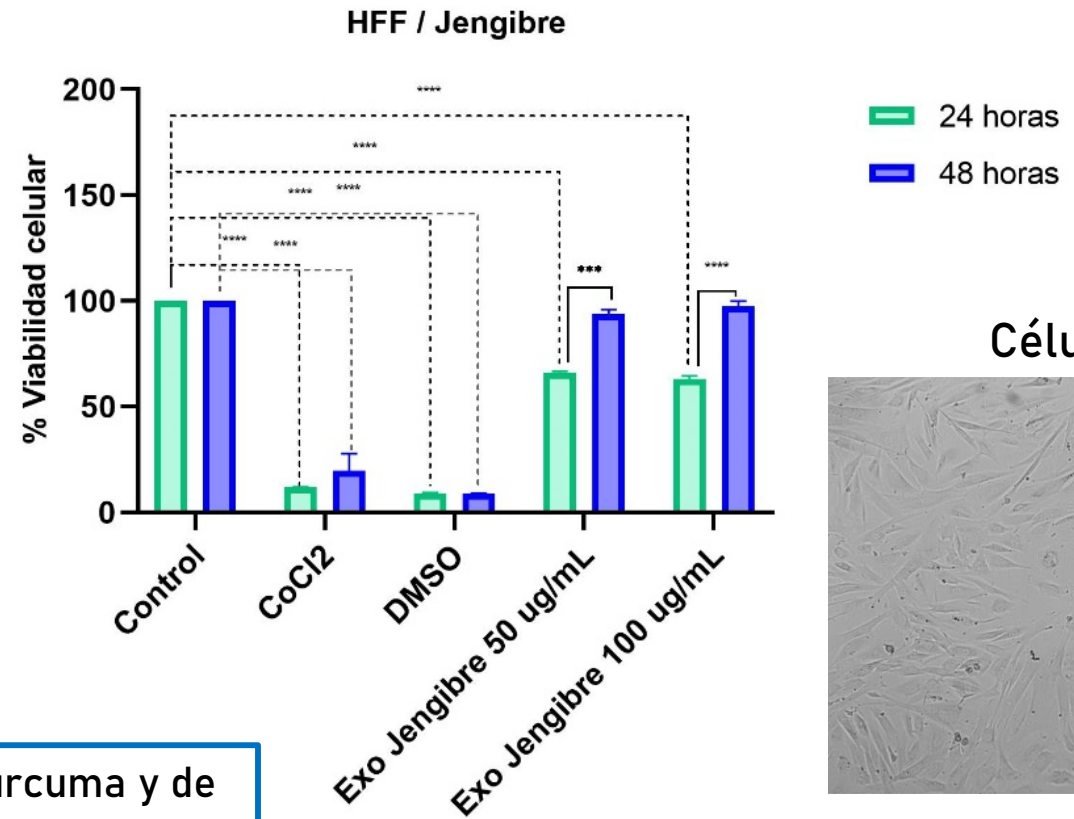 HFF / Jengibre
200
150
100
50
0
% Viabilidad celular
****
****
****
****
****
****
***
****
24 horas
48 horas
Control
CoCl2
DMSO
Exo Jengibre 50 ug/mL
Exo Jengibre 100 ug/mL
Célu
urcuma y de